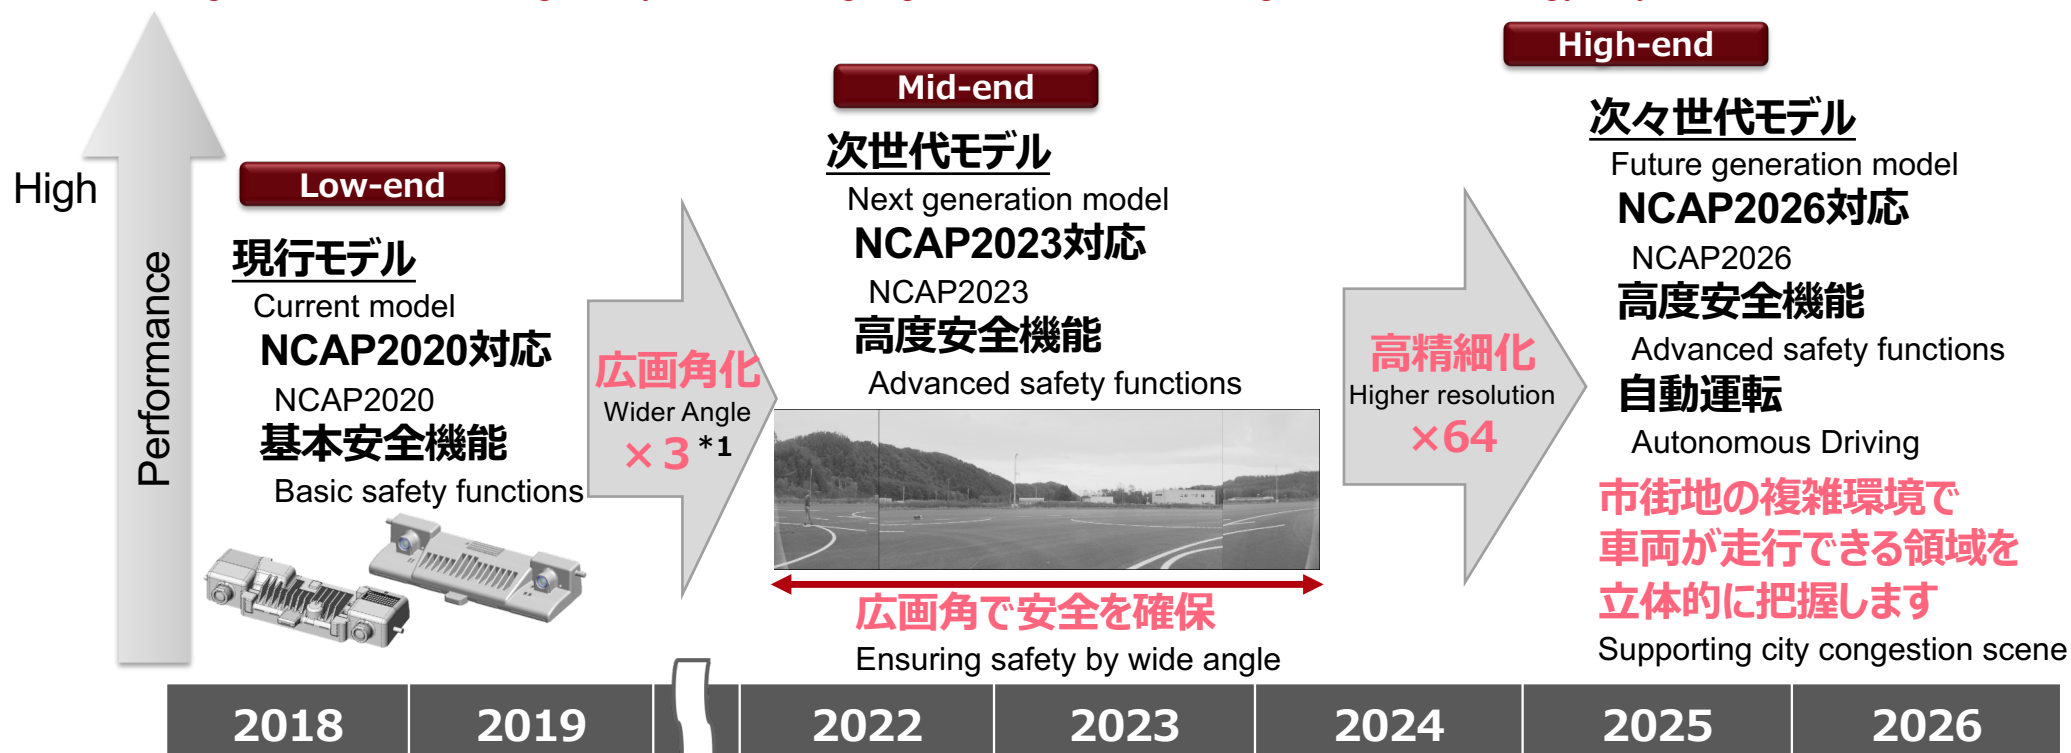 High
Performance
Low-end
現行モデル
Current model
NCAP2020対応
NCAP2020
基本安全機能
Basic safety functions
広画角化
Wider Angle
×3*1
Mid-end
次世代モデル
Next generation model
NCAP2023対応
NCAP2023
高度安全機能
Advanced safety functions
広画角で安全を確保
Ensuring safety by wide angle
高精細化
Higher resolution
×64
High-end
次々世代モデル
Future generation model
NCAP2026対応
NCAP2026
高度安全機能
Advanced safety functions
自動運転
Autonomous Driving
市街地の複雑環境で
車両が走行できる領域を
立体的に把握します
Supporting city congestion scene
2018 2019 2022 2023 2024 2025 2026